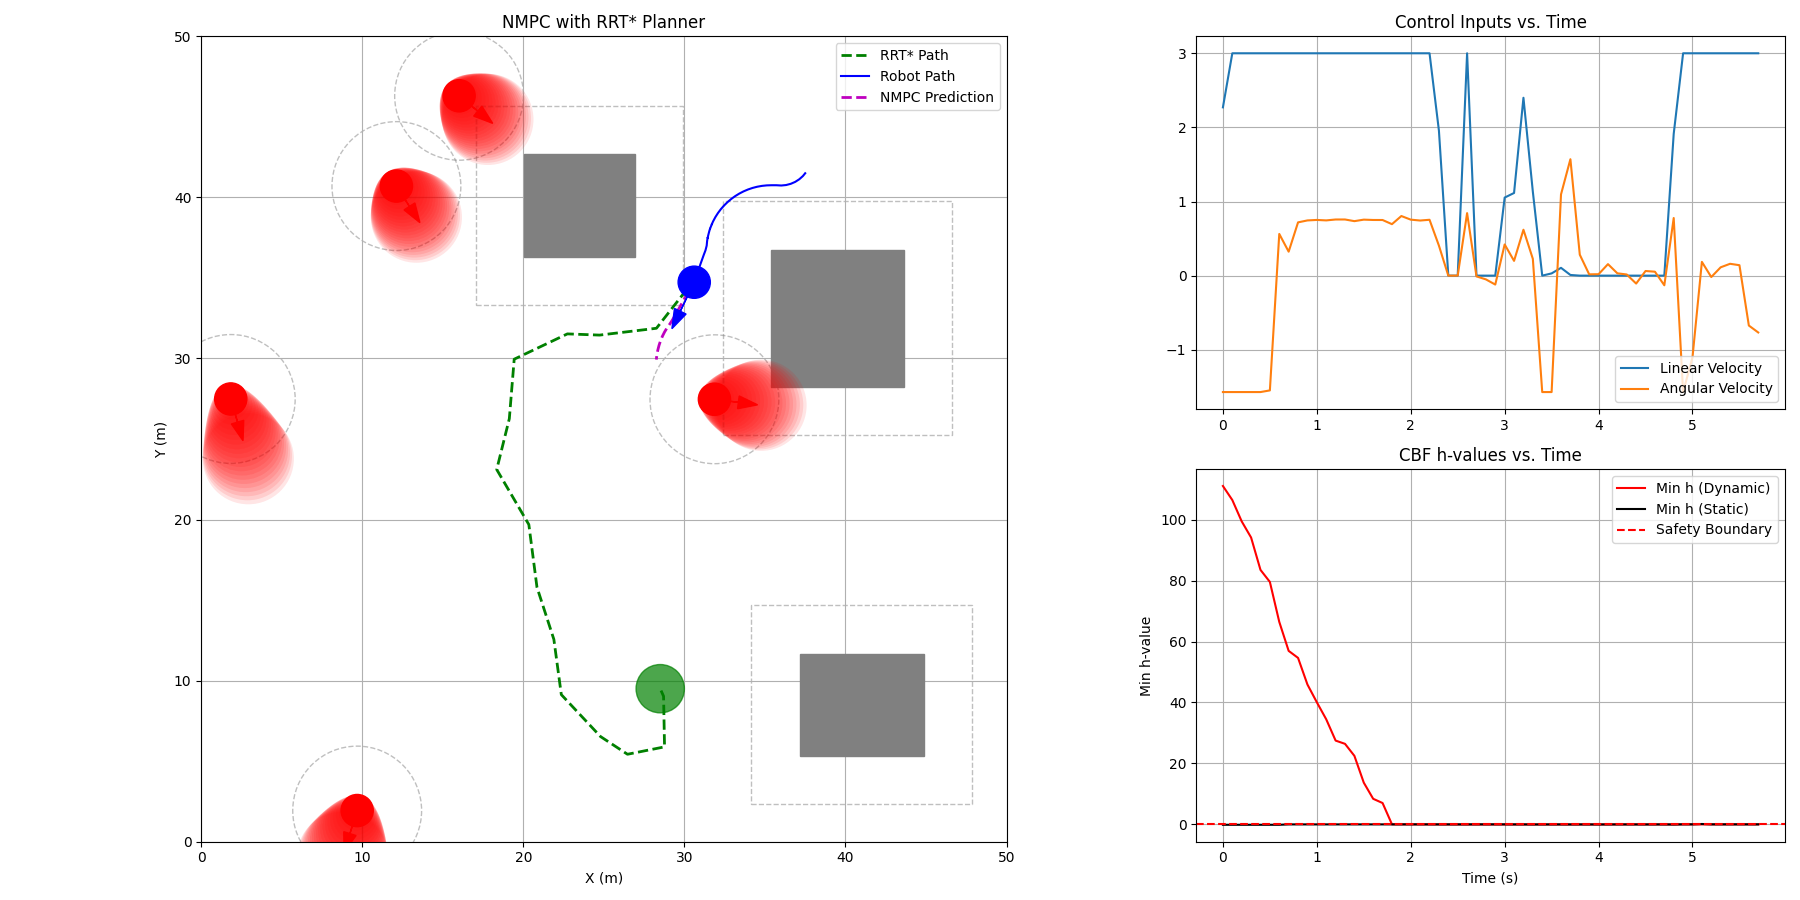 NMPC with RRT* Planner
50
40
30
20
10
0
0 10 20 30 40 50
Y (m)
X (m)
RRT* Path
Robot Path
NMPC Prediction
Control Inputs vs. Time
3
2
1
0
−1
0 1 2 3 4 5
Linear Velocity
Angular Velocity
CBF h-values vs. Time
100
80
60
40
20
0
0 1 2 3 4 5
Min h-value
Time (s)
Min h (Dynamic)
Min h (Static)
Safety Boundary